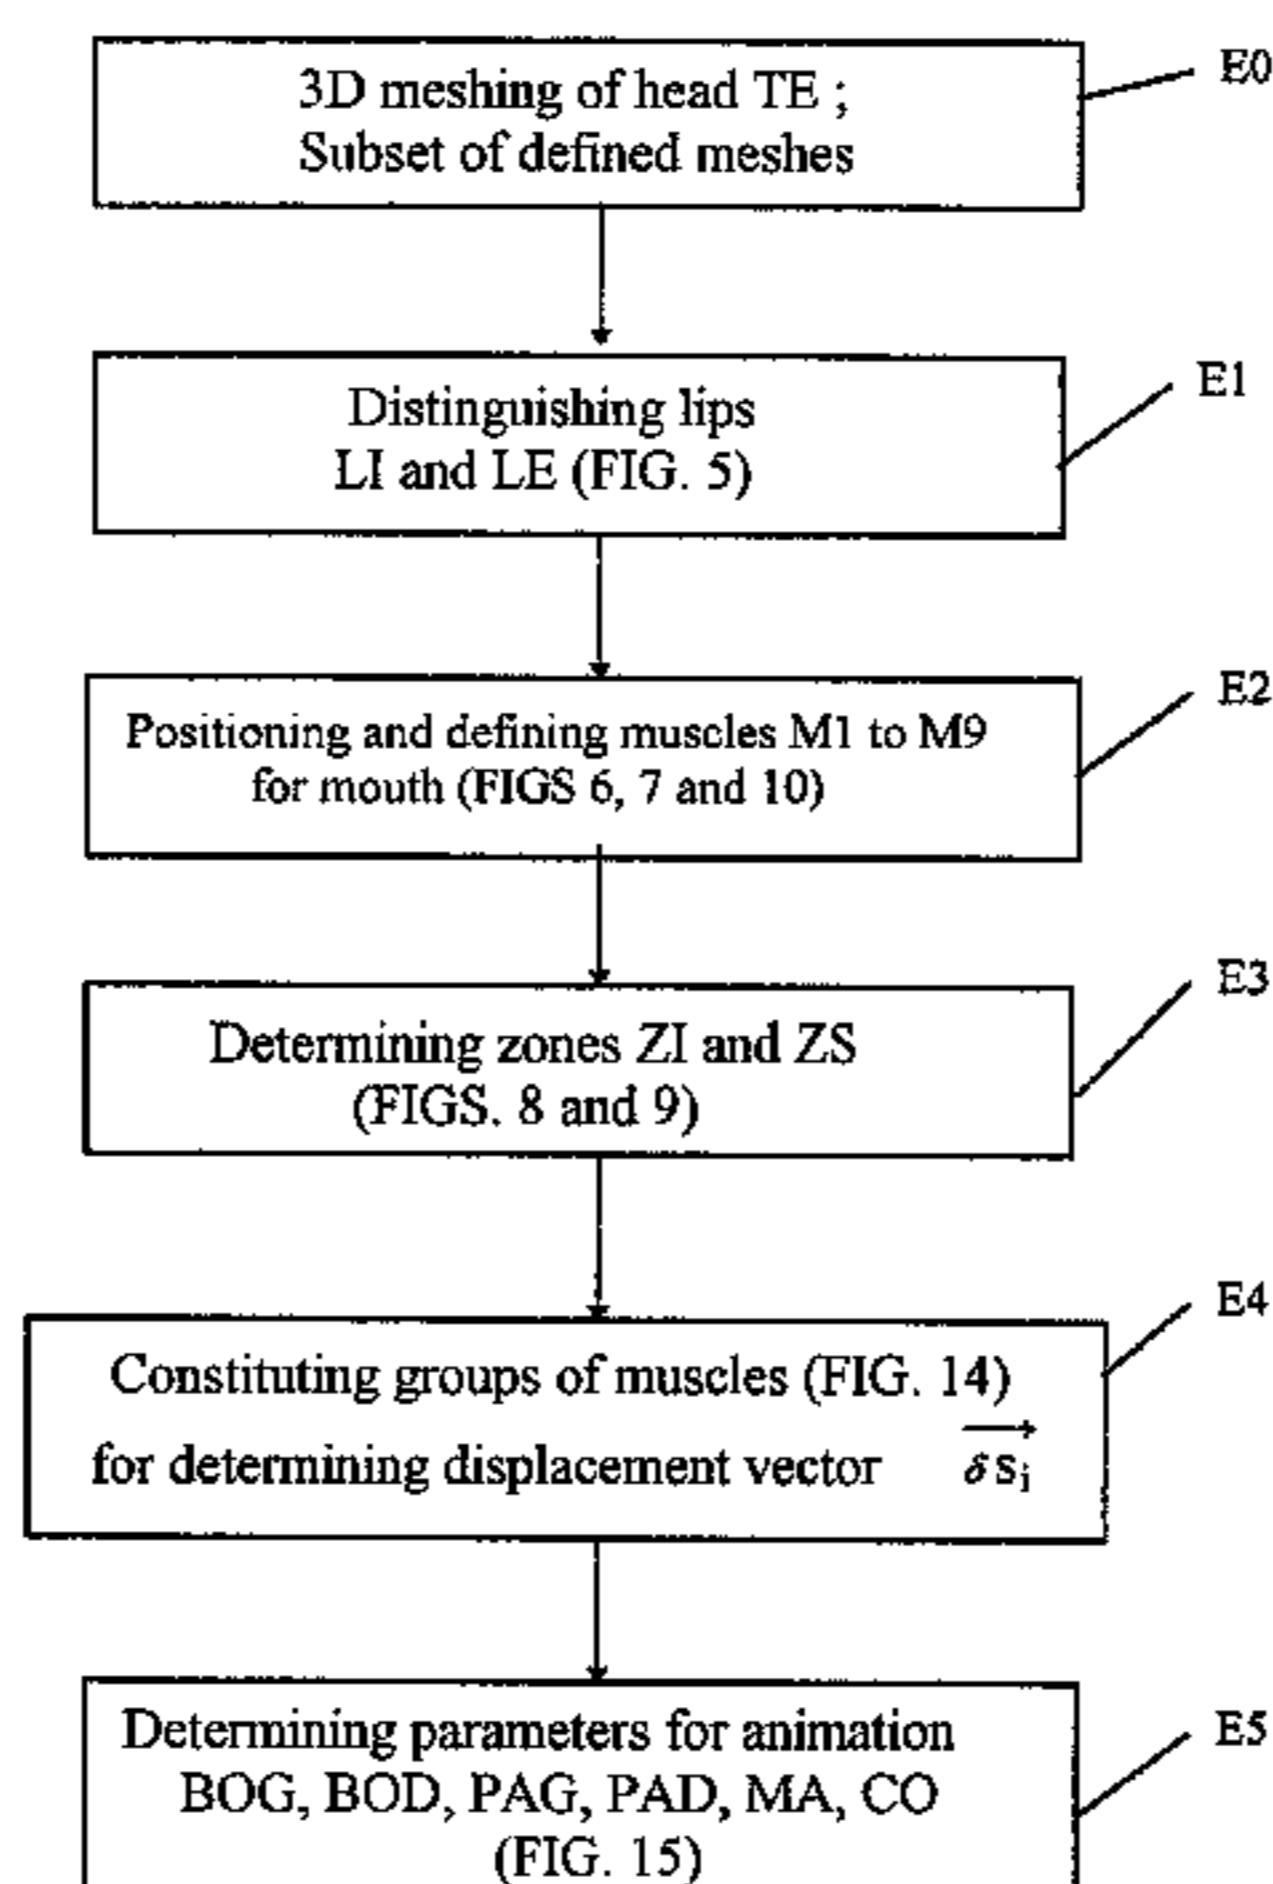 3D meshing of head TE ;
Subset of defined meshes
E0
Distinguishing lips
LI and LE (FIG. 5)
E1
Positioning and defining muscles M1 to M9
for mouth (FIGS 6, 7 and 10)
E2
Determining zones ZI and ZS
(FIGS. 8 and 9)
E3
Constituting groups of muscles (FIG. 14)
for determining displacement vector δsi
E4
Determining parameters for animation
BOG, BOD, PAG, PAD, MA, CO
(FIG. 15)
E5